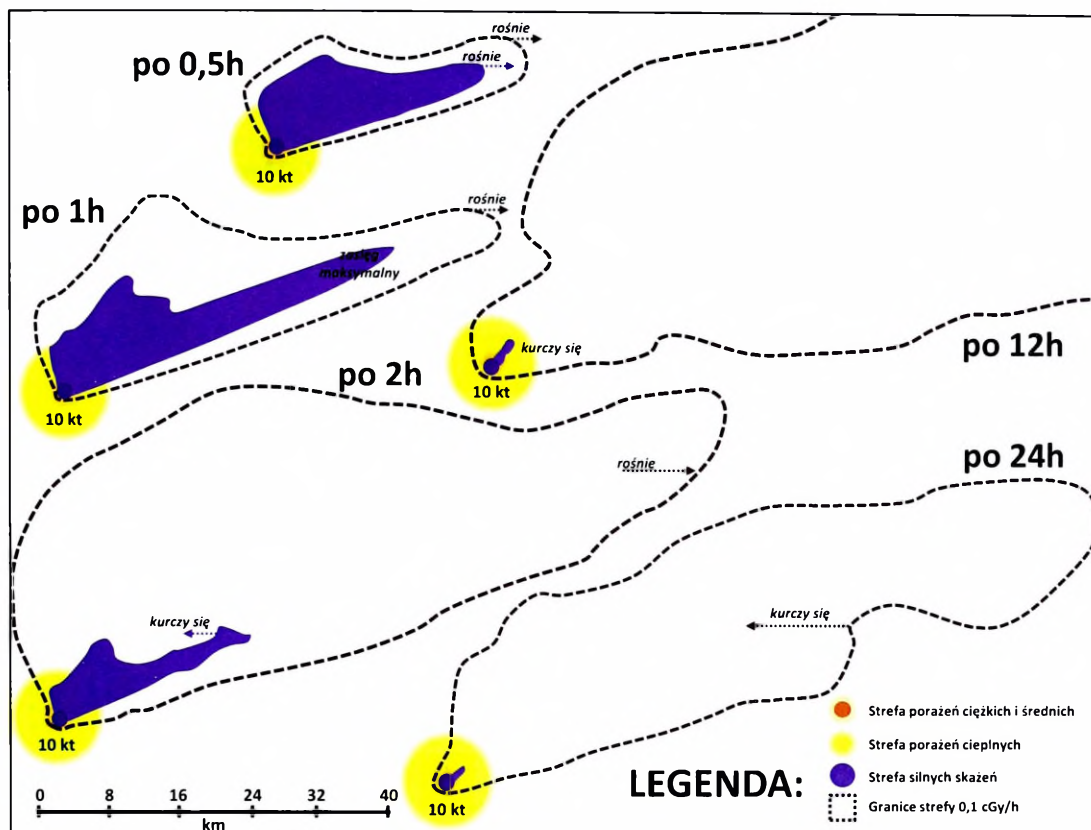 po 0,5h
rośnie
rośnie
10 kt
po 1h
rośnie
zasięg
maksymalny
10 kt
kurczy się
10 kt
po 12h
po 2h
rośnie
kurczy się
10 kt
po 24h
kurczy się
10 kt
0 8 16 24 32 40
km
LEGENDA:
Strefa porażeń ciężkich i średnich
Strefa porażeń cieplnych
Strefa silnych skażeń
Granice strefy 0,1 cGy/h